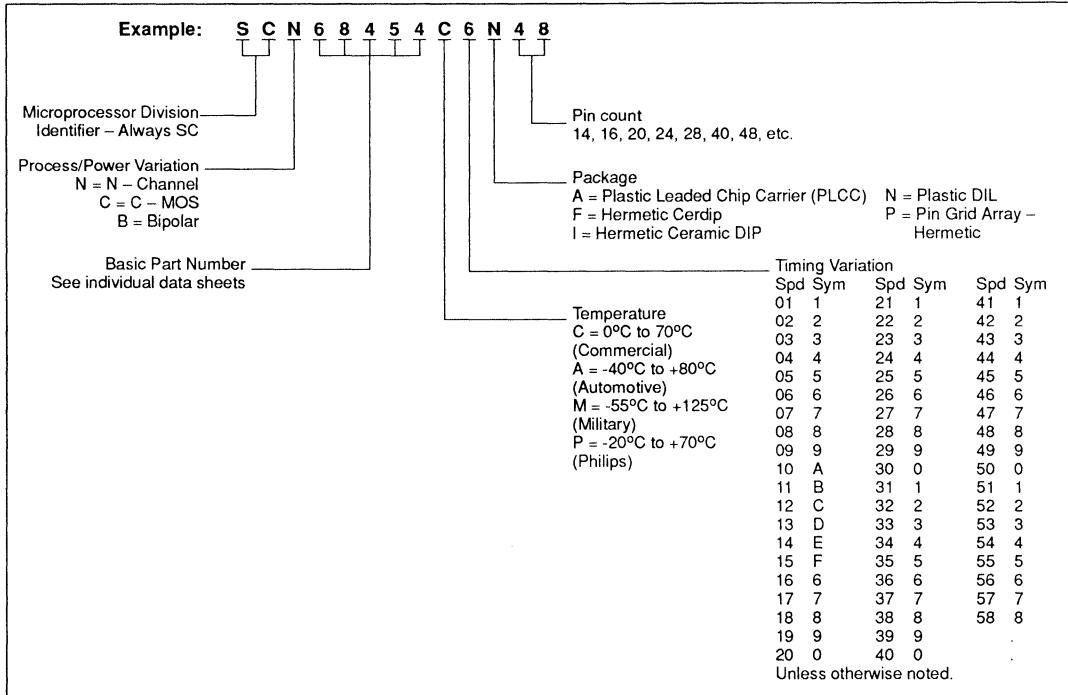 Example: S C N 6 8 4 5 4 C 6 N 4 8
Microprocessor Division
Identifier – Always SC
Process/Power Variation
N = N – Channel
C = C – MOS
B = Bipolar
Basic Part Number
See individual data sheets
Pin count
14, 16, 20, 24, 28, 40, 48, etc.
Package
A = Plastic Leaded Chip Carrier (PLCC) N = Plastic DIL
F = Hermetic Cerdip P = Pin Grid Array –
I = Hermetic Ceramic DIP Hermetic
Temperature
C = 0ºC to 70ºC
(Commercial)
A = -40ºC to +80ºC
(Automotive)
M = -55ºC to +125ºC
(Military)
P = -20ºC to +70ºC
(Philips)
Timing Variation
Spd Sym Spd Sym Spd Sym
01 1 21 1 41 1
02 2 22 2 42 2
03 3 23 3 43 3
04 4 24 4 44 4
05 5 25 5 45 5
06 6 26 6 46 6
07 7 27 7 47 7
08 8 28 8 48 8
09 9 29 9 49 9
10 A 30 0 50 0
11 B 31 1 51 1
12 C 32 2 52 2
13 D 33 3 53 3
14 E 34 4 54 4
15 F 35 5 55 5
16 6 36 6 56 6
17 7 37 7 57 7
18 8 38 8 58 8
19 9 39 9 .
20 0 40 0 .
Unless otherwise noted.